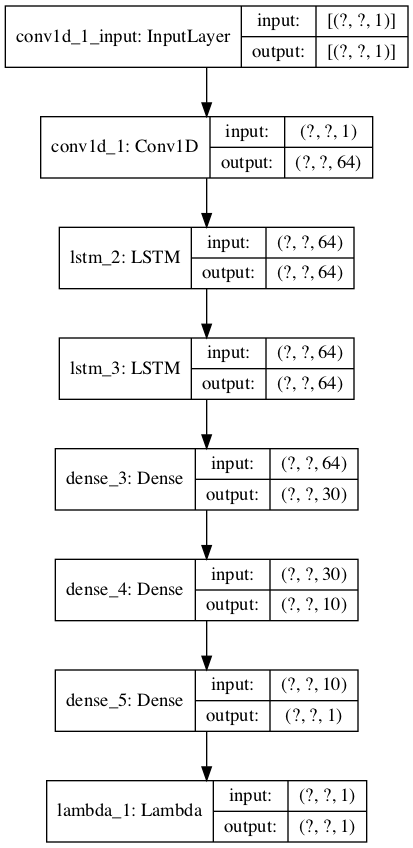 conv1d_1_input: InputLayer
input: [(?, ?, 1)]
output: [(?, ?, 1)]
conv1d_1: Conv1D
input: (?, ?, 1)
output: (?, ?, 64)
lstm_2: LSTM
input: (?, ?, 64)
output: (?, ?, 64)
lstm_3: LSTM
input: (?, ?, 64)
output: (?, ?, 64)
dense_3: Dense
input: (?, ?, 64)
output: (?, ?, 30)
dense_4: Dense
input: (?, ?, 30)
output: (?, ?, 10)
dense_5: Dense
input: (?, ?, 10)
output: (?, ?, 1)
lambda_1: Lambda
input: (?, ?, 1)
output: (?, ?, 1)